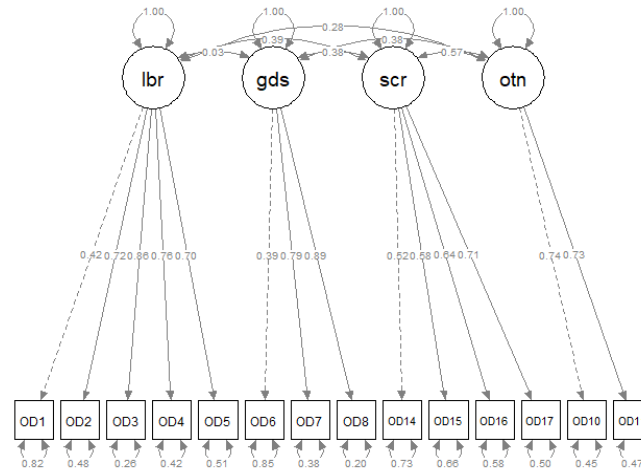 1.00 1.00 1.00 1.00
0.28
0.39 0.38
0.03 0.38 0.57
lbr gds scr otn
0.42 0.72 0.86 0.76 0.70 0.39 0.79 0.89 0.52 0.58 0.64 0.71 0.74 0.73
OD1 OD2 OD3 OD4 OD5 OD6 OD7 OD8 OD14 OD15 OD16 OD17 OD10 OD1
0.82 0.48 0.26 0.42 0.51 0.85 0.38 0.20 0.73 0.66 0.58 0.50 0.45 0.47